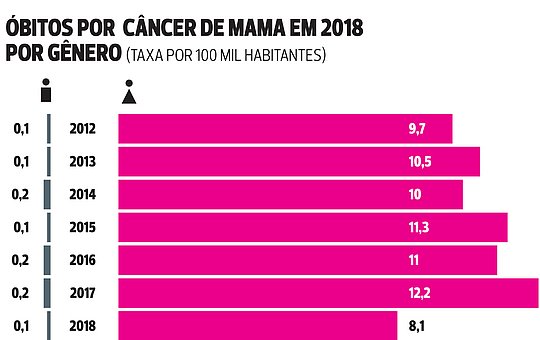 ÓBITOS POR CÂNCER DE MAMA EM 2018
POR GÊNERO (TAXA POR 100 MIL HABITANTES)
0,1 2012 9,7
0,1 2013 10,5
0,2 2014 10
0,1 2015 11,3
0,2 2016 11
0,2 2017 12,2
0,1 2018 8,1